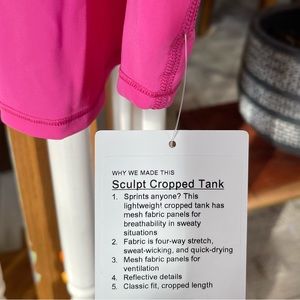 WHY WE MADE THIS
Sculpt Cropped Tank
1. Sprints anyone? This
lightweigh! cropped tank has
mesh fabric panels for
breathability in sweaty
situations
2. Fabric is four-way stretch,
sweat-wicking, and quick-drying
3. Mesh fabric panels for
ventilation
4. Reflective details
5. Classic fit, cropped length